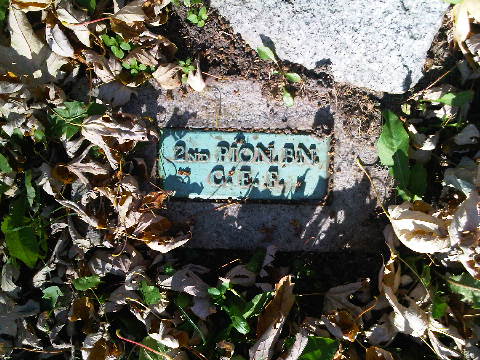 2ND PION. BN.
C.E.F.